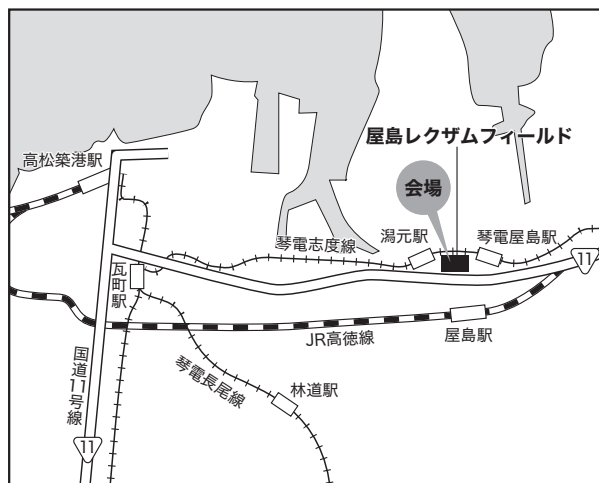 屋島レクザムフィールド
高松築港駅
会場
潟元駅
琴電屋島駅
琴電志度線
11
瓦町駅
屋島駅
JR高徳線
国道11号線
琴電長尾線
林道駅
11